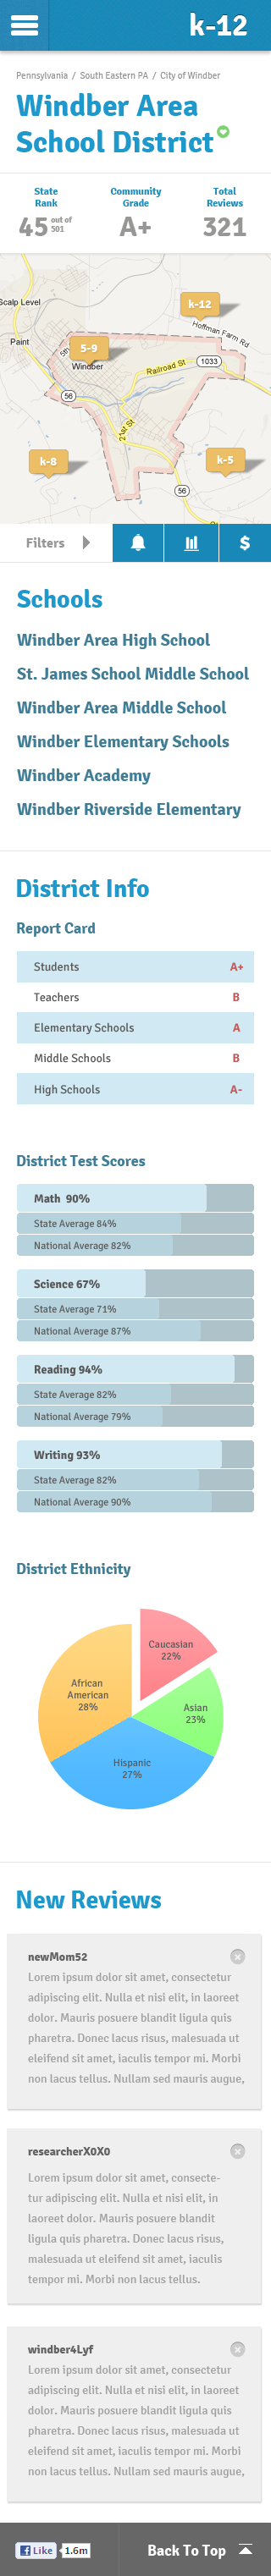 k-12
Pennsylvania / South Eastern PA / City of Windber
Windber Area
School District
State
Rank
45 out of
501
Community
Grade
A+
Total
Reviews
321
k-12
Scalp Level
Hoffman Farm Rd
Paint
5th
5-9
Windber
1033
Railroad St
56
21st St
k-8
k-5
56
Filters
$
Schools
Windber Area High School
St. James School Middle School
Windber Area Middle School
Windber Elementary Schools
Windber Academy
Windber Riverside Elementary
District Info
Report Card
Students A+
Teachers B
Elementary Schools A
Middle Schools B
High Schools A-
District Test Scores
Math 90%
State Average 84%
National Average 82%
Science 67%
State Average 71%
National Average 87%
Reading 94%
State Average 82%
National Average 79%
Writing 93%
State Average 82%
National Average 90%
District Ethnicity
Caucasian
22%
African
American
28%
Asian
23%
Hispanic
27%
New Reviews
newMom52
Lorem ipsum dolor sit amet, consectetur
adipiscing elit. Nulla et nisi elit, in laoreet
dolor. Mauris posuere blandit ligula quis
pharetra. Donec lacus risus, malesuada ut
eleifend sit amet, iaculis tempor mi. Morbi
non lacus tellus. Nullam sed mauris augue,
researcherX0X0
Lorem ipsum dolor sit amet, consecte-
tur adipiscing elit. Nulla et nisi elit, in
laoreet dolor. Mauris posuere blandit
ligula quis pharetra. Donec lacus risus,
malesuada ut eleifend sit amet, iaculis
tempor mi. Morbi non lacus tellus.
windber4Lyf
Lorem ipsum dolor sit amet, consectetur
adipiscing elit. Nulla et nisi elit, in laoreet
dolor. Mauris posuere blandit ligula quis
pharetra. Donec lacus risus, malesuada ut
eleifend sit amet, iaculis tempor mi. Morbi
non lacus tellus. Nullam sed mauris augue,
Like 1.6m
Back To Top